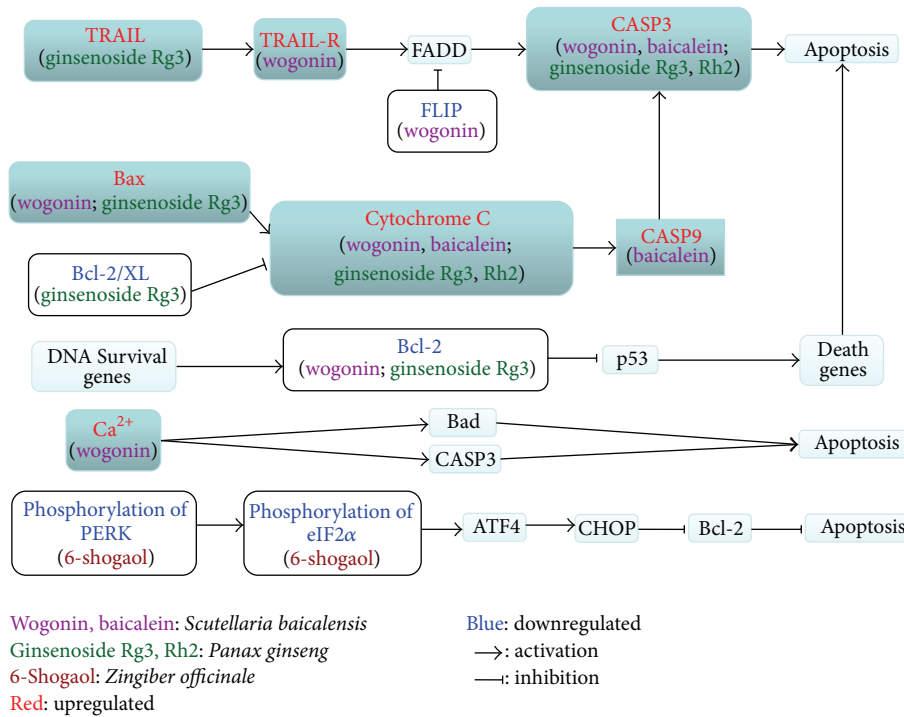 TRAIL
(ginsenoside Rg3)
TRAIL-R
(wogonin)
FADD
CASP3
(wogonin, baicalein;
ginsenoside Rg3, Rh2)
Apoptosis
FLIP
(wogonin)
Bax
(wogonin; ginsenoside Rg3)
Bcl-2/XL
(ginsenoside Rg3)
Cytochrome C
(wogonin, baicalein;
ginsenoside Rg3, Rh2)
CASP9
(baicalein)
DNA Survival
genes
Bcl-2
(wogonin; ginsenoside Rg3)
p53
Death
genes
Ca2+
(wogonin)
Bad
CASP3
Apoptosis
Phosphorylation of
PERK
(6-shogaol)
Phosphorylation of
eIF2α
(6-shogaol)
ATF4
CHOP
Bcl-2
Apoptosis
Wogonin, baicalein: Scutellaria baicalensis
Ginsenoside Rg3, Rh2: Panax ginseng
6-Shogaol: Zingiber officinale
Red: upregulated
Blue: downregulated
: activation
: inhibition